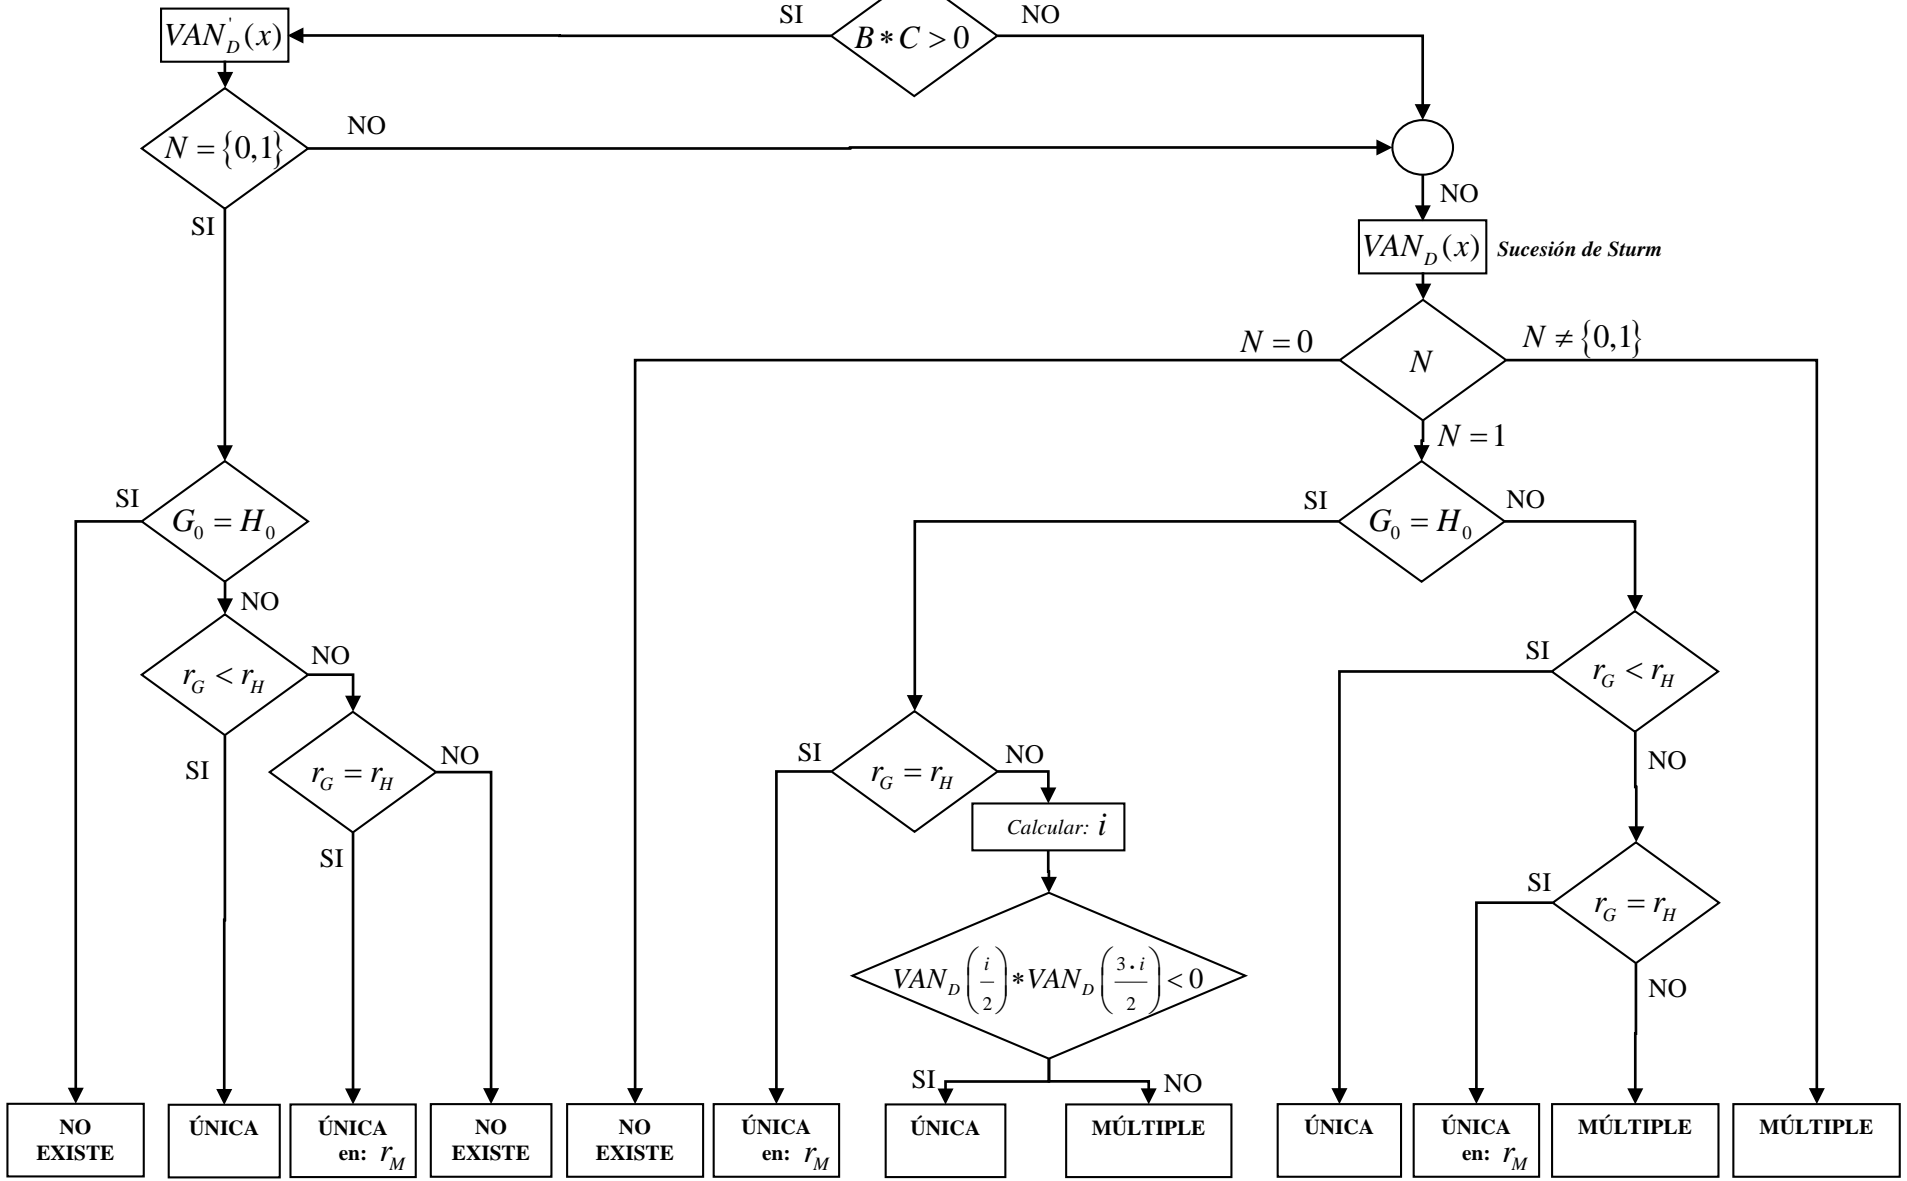 SI
NO
VAN'_D(x)
B * C > 0
NO
N = {0,1}
SI
NO
VAN_D(x)
Sucesión de Sturm
N = 0
N ≠ {0,1}
N
N = 1
SI
G_0 = H_0
SI
G_0 = H_0
NO
NO
r_G < r_H
NO
SI
r_G < r_H
SI
r_G = r_H
NO
SI
r_G = r_H
NO
NO
Calcular: i
SI
SI
r_G = r_H
VAN_D(i/2) * VAN_D(3·i/2) < 0
NO
SI
NO
NO
EXISTE
ÚNICA
ÚNICA
en: r_M
NO
EXISTE
NO
EXISTE
ÚNICA
en: r_M
ÚNICA
MÚLTIPLE
ÚNICA
ÚNICA
en: r_M
MÚLTIPLE
MÚLTIPLE